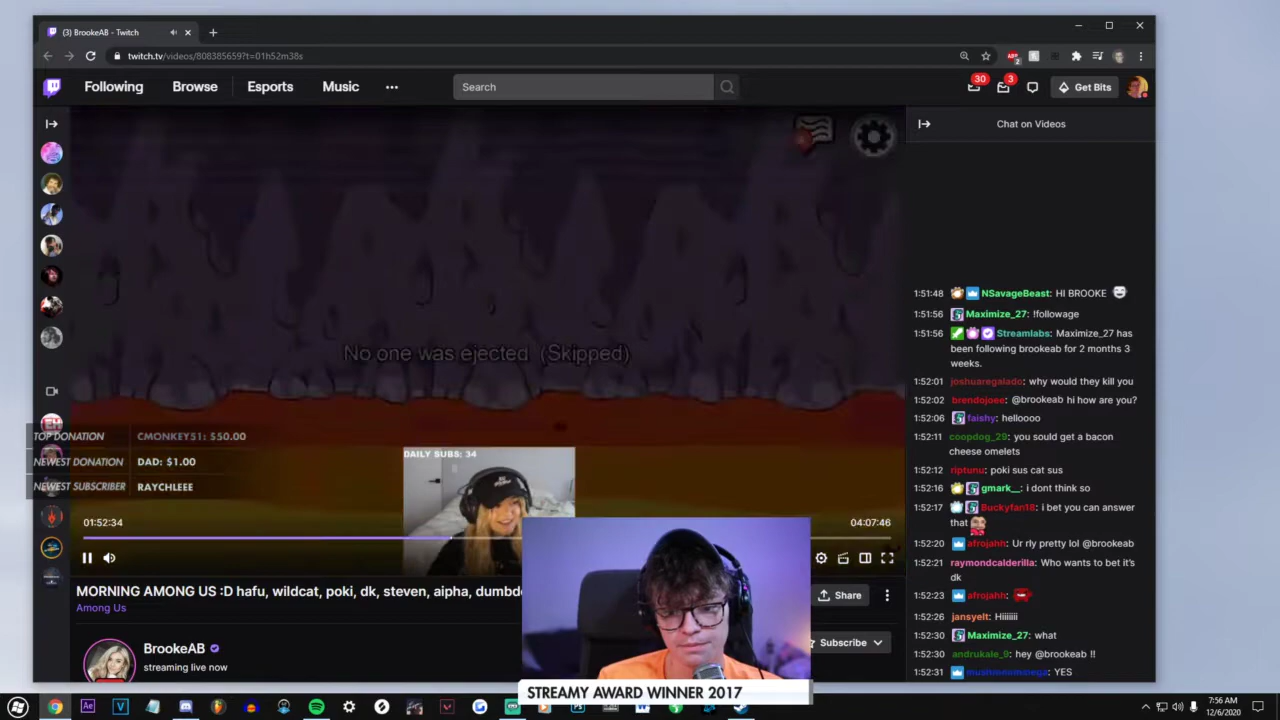 (3) BrookeAB - Twitch
twitch.tv/videos/808385659?t=01h52m38s
Following
Browse
Esports
Music
Search
30
3
Get Bits
Chat on Videos
No one was ejected (Skipped)
1:51:48 NSavageBeast: HI BROOKE
1:51:56 Maximize_27: !followage
1:51:56 Streamlabs: Maximize_27 has
been following brookeab for 2 months 3
weeks.
1:52:01 joshuaregalado: why would they kill you
1:52:02 brendojoee: @brookeab hi how are you?
1:52:06 faishy: helloooo
1:52:11 coopdog_29: you sould get a bacon
cheese omelets
1:52:12 riptunu: poki sus cat sus
1:52:16 gmark__: i dont think so
1:52:17 Buckyfan18: i bet you can answer
that
1:52:20 afrojahh: Ur rly pretty lol @brookeab
1:52:21 raymondcalderilla: Who wants to bet it's
dk
1:52:23 afrojahh:
1:52:26 jansyelt: Hiiiiiii
1:52:30 Maximize_27: what
1:52:30 andrukale_9: hey @brookeab !!
1:52:31 YES
TOP DONATION CMONKEY51: $50.00
NEWEST DONATION DAD: $1.00
NEWEST SUBSCRIBER RAYCHLEEE
DAILY SUBS: 34
01:52:34
04:07:46
MORNING AMONG US :D hafu, wildcat, poki, dk, steven, aipha, dumbdo
Among Us
Share
BrookeAB
streaming live now
Subscribe
STREAMY AWARD WINNER 2017
7:56 AM
12/6/2020